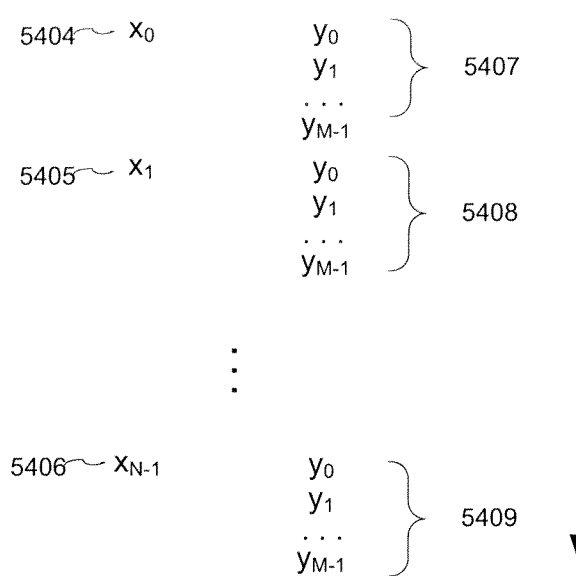 5404 x₀ y₀
y₁ 5407
. . .
yM-1
5405 x₁ y₀
y₁ 5408
. . .
yM-1
⋮
5406 xN-1 y₀
y₁ 5409
. . .
yM-1